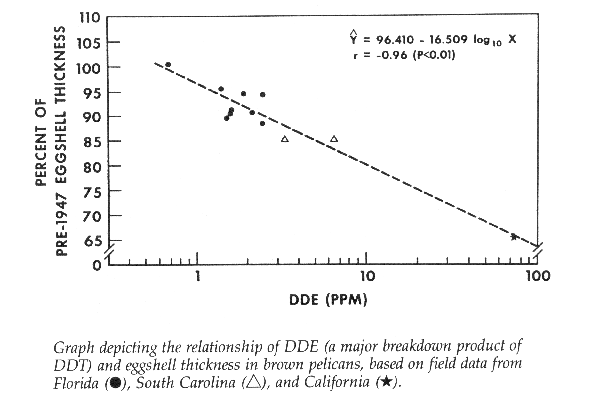 110
105
100
95
90
85
80
75
70
65
0
PERCENT OF
PRE-1947 EGGSHELL THICKNESS
Ŷ = 96.410 - 16.509 log₁₀ X
r = -0.96 (P<0.01)
1
10
100
DDE (PPM)
Graph depicting the relationship of DDE (a major breakdown product of
DDT) and eggshell thickness in brown pelicans, based on field data from
Florida (●), South Carolina (△), and California (★).